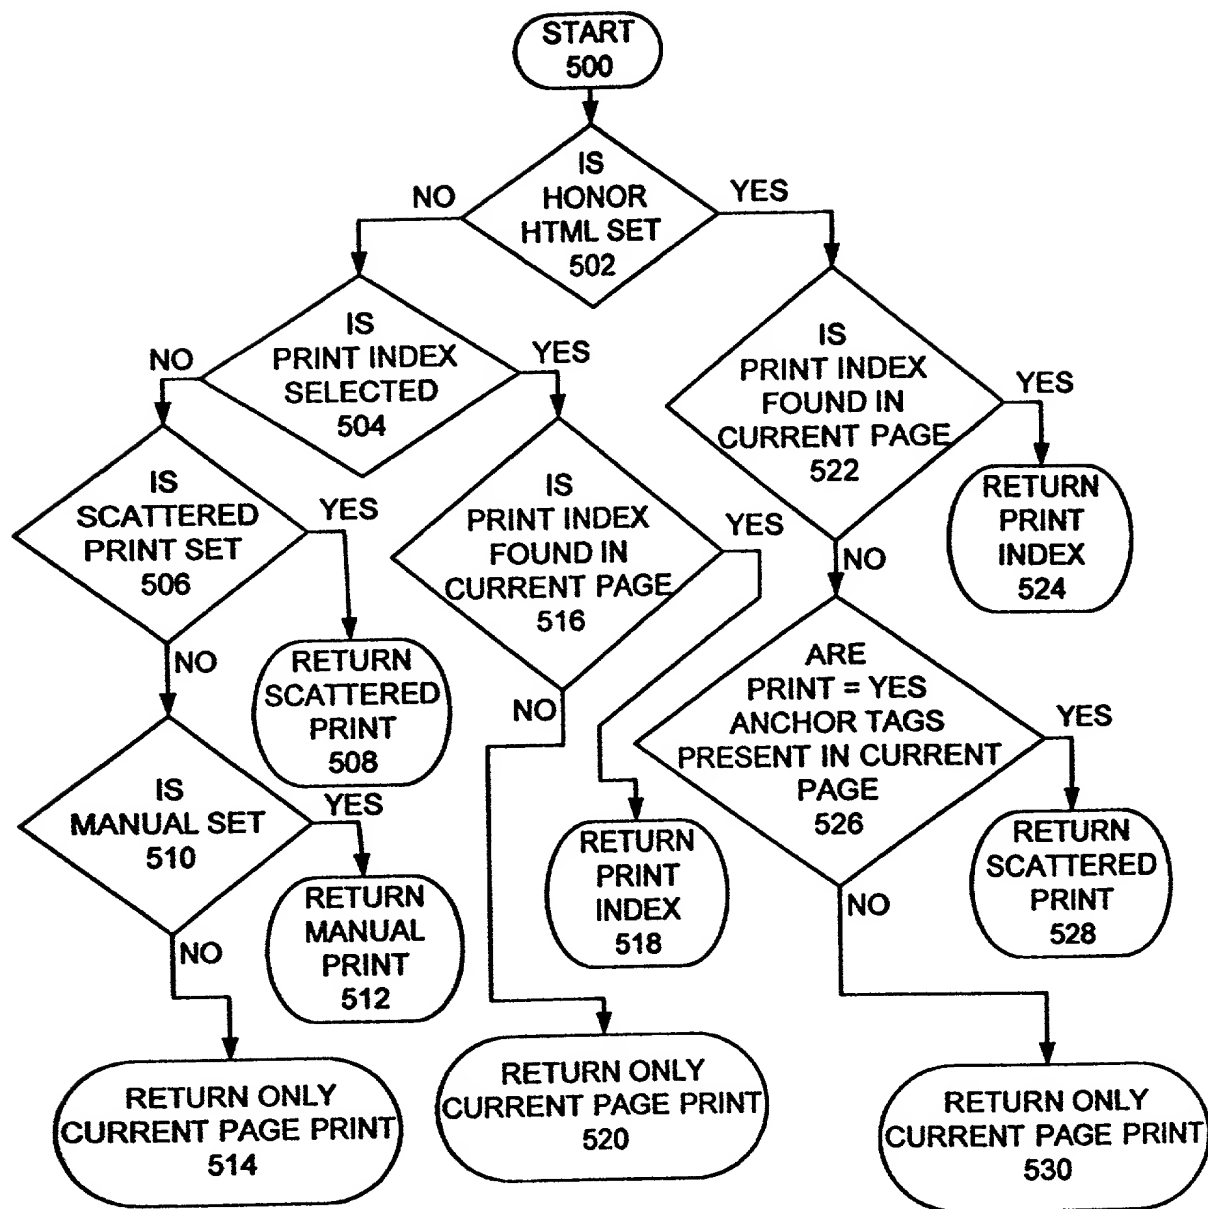 START
500
IS
HONOR
HTML SET
502
NO
YES
IS
PRINT INDEX
SELECTED
504
NO
YES
IS
PRINT INDEX
FOUND IN
CURRENT PAGE
522
YES
NO
RETURN
PRINT
INDEX
524
IS
SCATTERED
PRINT SET
506
YES
NO
IS
PRINT INDEX
FOUND IN
CURRENT PAGE
516
YES
NO
RETURN
SCATTERED
PRINT
508
ARE
PRINT = YES
ANCHOR TAGS
PRESENT IN CURRENT
PAGE
526
YES
NO
IS
MANUAL SET
510
YES
NO
RETURN
MANUAL
PRINT
512
RETURN
PRINT
INDEX
518
RETURN
SCATTERED
PRINT
528
RETURN ONLY
CURRENT PAGE PRINT
514
RETURN ONLY
CURRENT PAGE PRINT
520
RETURN ONLY
CURRENT PAGE PRINT
530